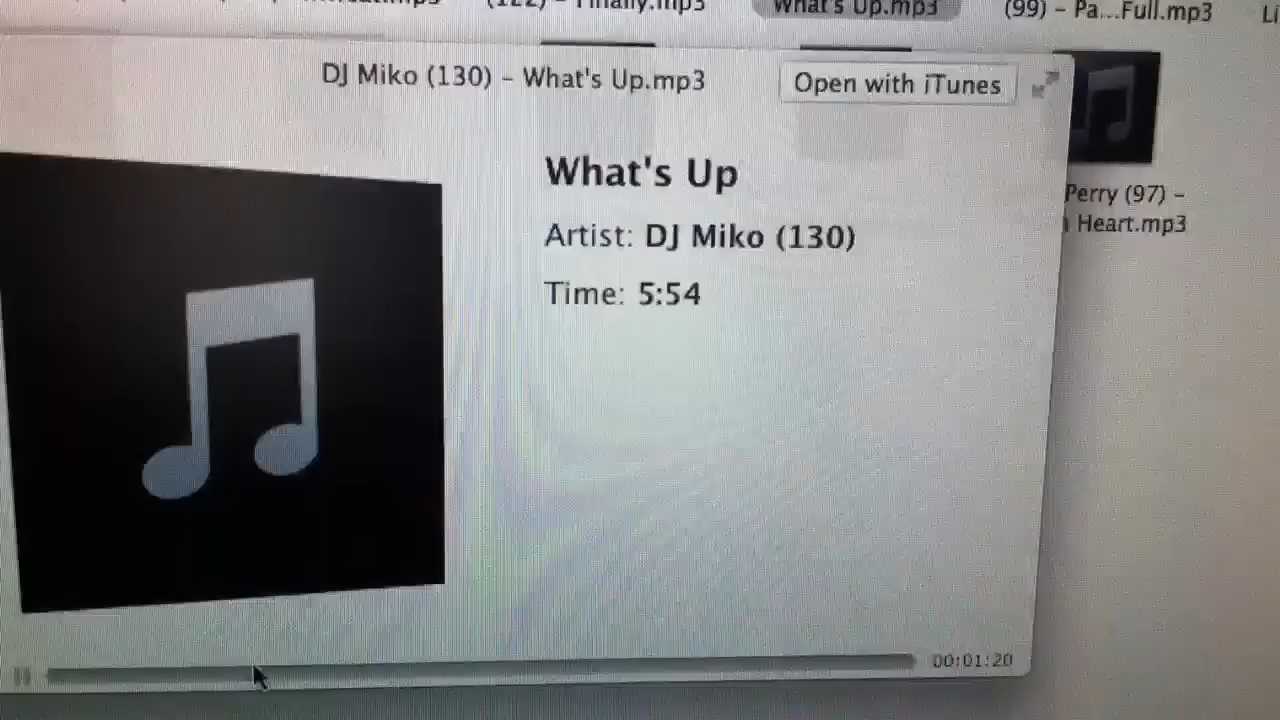 Finally.mp3
What's Up.mp3
(99) – Pa...Full.mp3
DJ Miko (130) – What's Up.mp3
Open with iTunes
What's Up
Artist: DJ Miko (130)
Time: 5:54
Perry (97) –
Heart.mp3
00:01:20